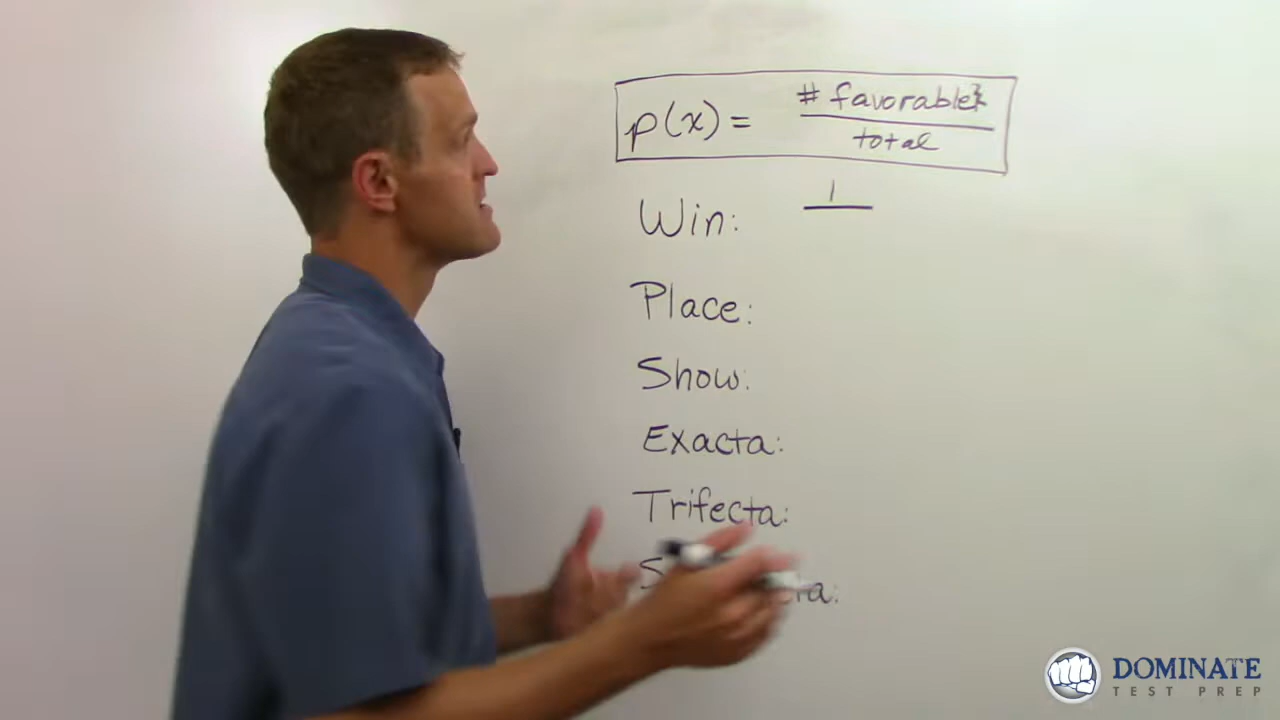 p(x) = # favorable / total
Win: 1
Place:
Show:
Exacta:
Trifecta:
DOMINATE
TEST PREP